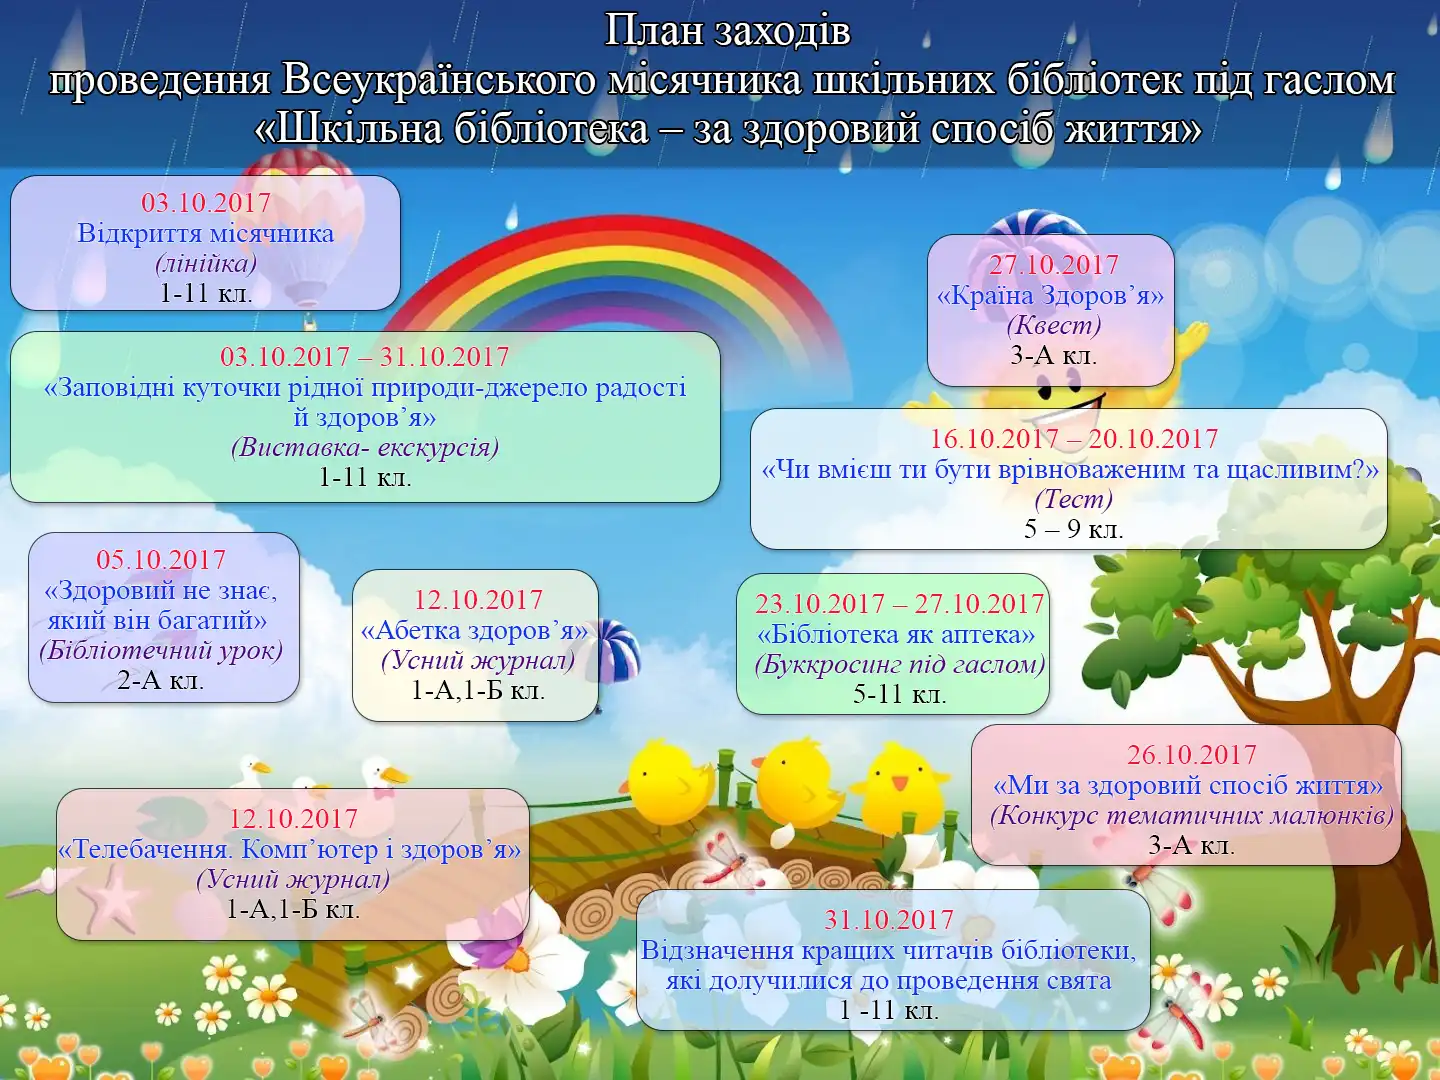 План заходів
проведення Всеукраїнського місячника шкільних бібліотек під гаслом
«Шкільна бібліотека – за здоровий спосіб життя»
03.10.2017
Відкриття місячника
(лінійка)
1-11 кл.
03.10.2017 – 31.10.2017
«Заповідні куточки рідної природи-джерело радості
й здоров’я»
(Виставка- екскурсія)
1-11 кл.
05.10.2017
«Здоровий не знає,
який він багатий»
(Бібліотечний урок)
2-А кл.
12.10.2017
«Абетка здоров’я»
(Усний журнал)
1-А,1-Б кл.
12.10.2017
«Телебачення. Комп’ютер і здоров’я»
(Усний журнал)
1-А,1-Б кл.
27.10.2017
«Країна Здоров’я»
(Квест)
3-А кл.
16.10.2017 – 20.10.2017
«Чи вмієш ти бути врівноваженим та щасливим?»
(Тест)
5 – 9 кл.
23.10.2017 – 27.10.2017
«Бібліотека як аптека»
(Буккросинг під гаслом)
5-11 кл.
26.10.2017
«Ми за здоровий спосіб життя»
(Конкурс тематичних малюнків)
3-А кл.
31.10.2017
Відзначення кращих читачів бібліотеки,
які долучилися до проведення свята
1 -11 кл.